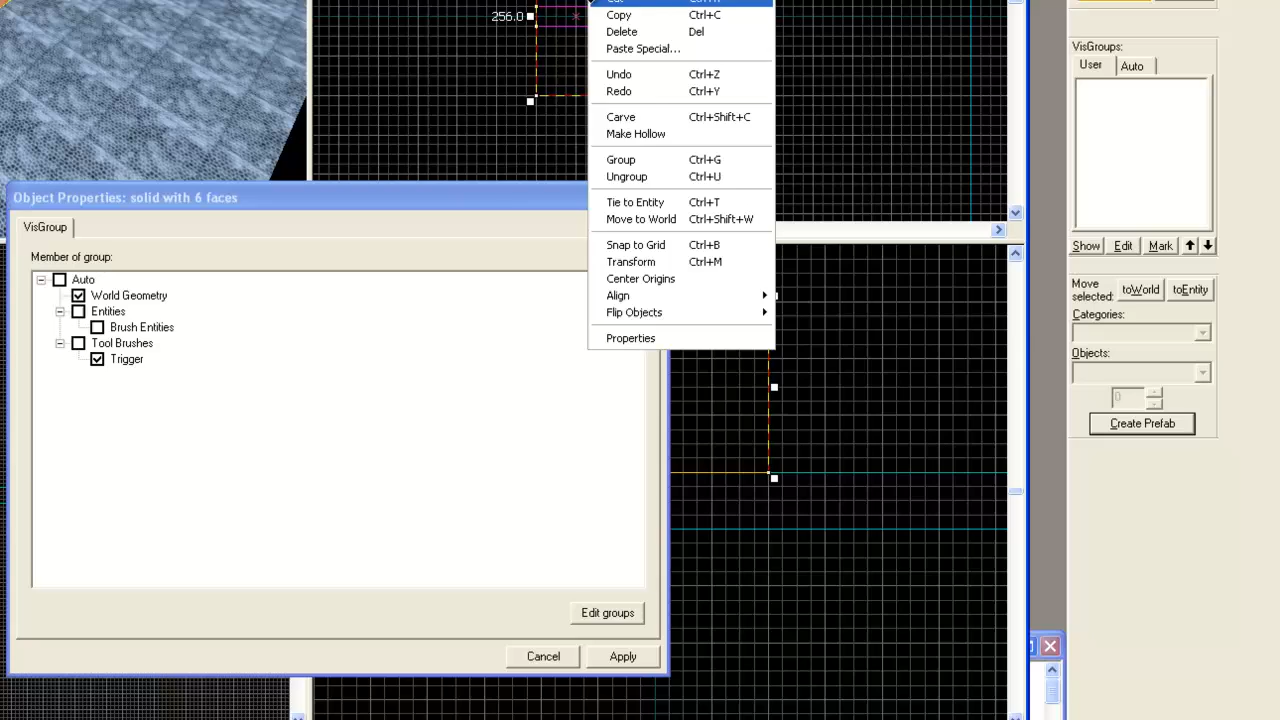 256.0
Copy Ctrl+C
Delete Del
Paste Special...
Undo Ctrl+Z
Redo Ctrl+Y
Carve Ctrl+Shift+C
Make Hollow
Group Ctrl+G
Ungroup Ctrl+U
Tie to Entity Ctrl+T
Move to World Ctrl+Shift+W
Snap to Grid Ctrl+B
Transform Ctrl+M
Center Origins
Align
Flip Objects
Properties
Object Properties: solid with 6 faces
VisGroup
Member of group:
Auto
World Geometry
Entities
Brush Entities
Tool Brushes
Trigger
Edit groups
Cancel Apply
VisGroups:
User Auto
Show Edit Mark
Move
selected: toWorld toEntity
Categories:
Objects:
0
Create Prefab